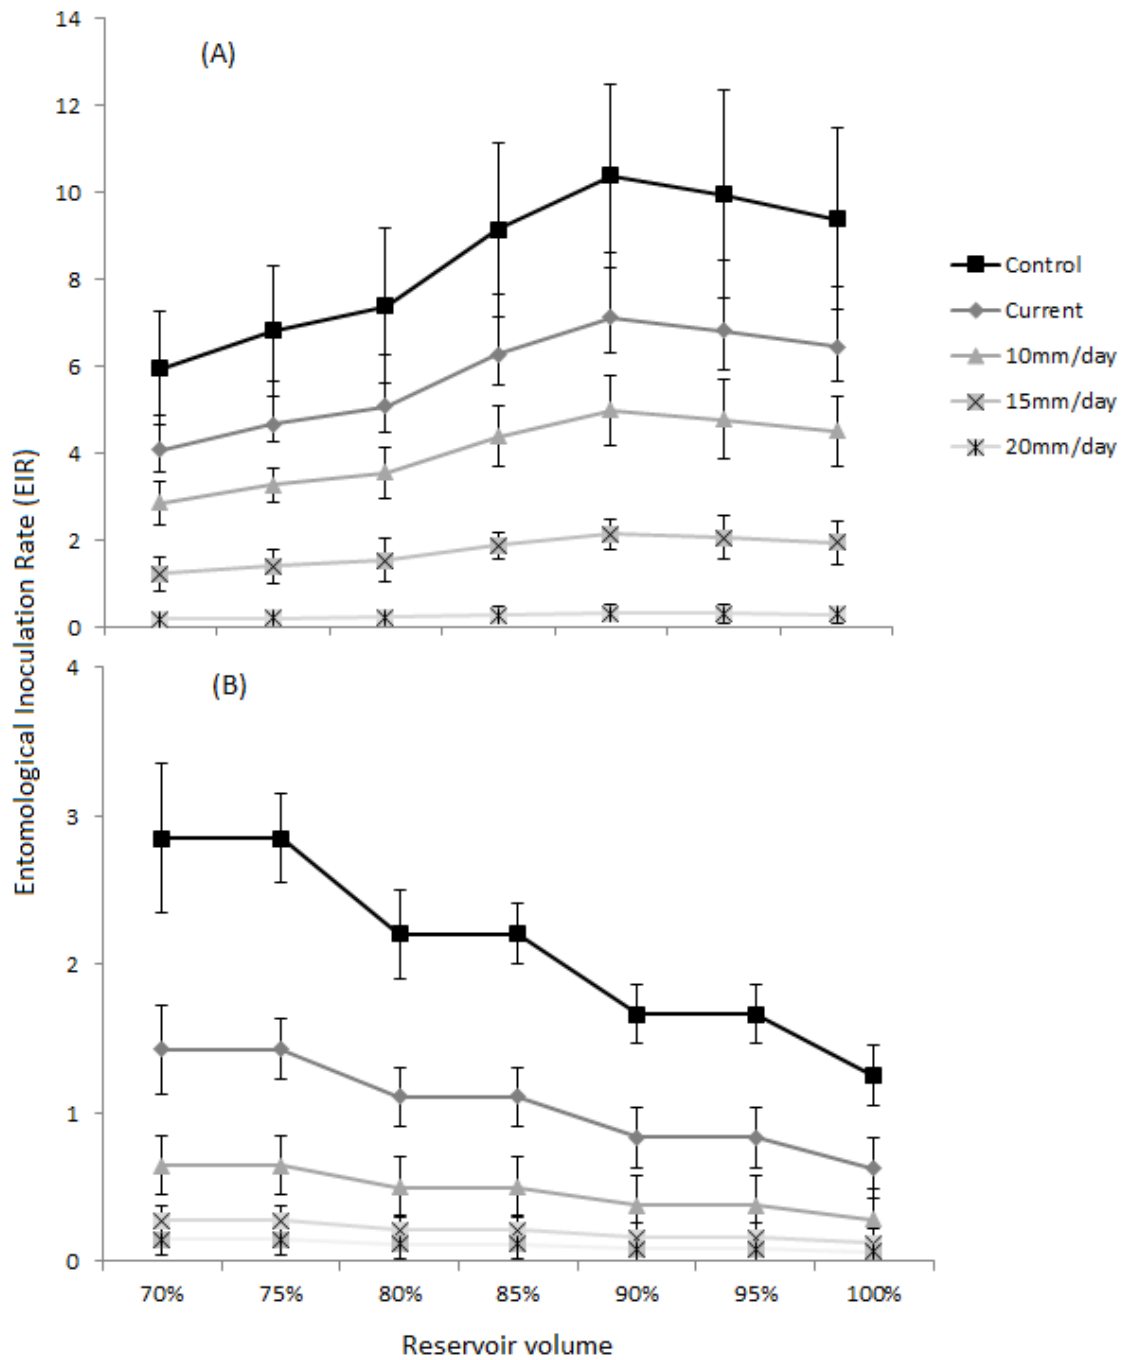 14
(A)
12
10
8
6
4
2
0
Control
Current
10mm/day
15mm/day
20mm/day
Entomological Inoculation Rate (EIR)
4
(B)
3
2
1
0
70% 75% 80% 85% 90% 95% 100%
Reservoir volume